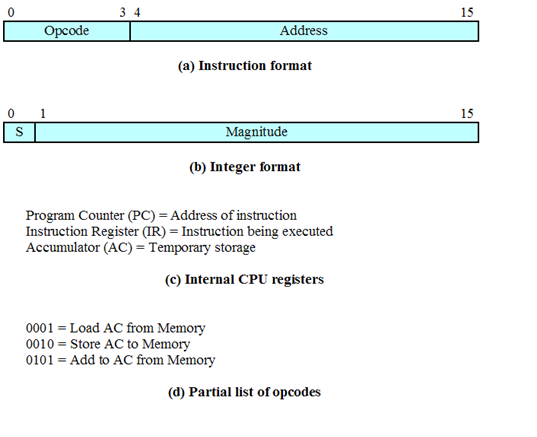 0 3 4 15
Opcode Address
(a) Instruction format
0 1 15
S Magnitude
(b) Integer format
Program Counter (PC) = Address of instruction
Instruction Register (IR) = Instruction being executed
Accumulator (AC) = Temporary storage
(c) Internal CPU registers
0001 = Load AC from Memory
0010 = Store AC to Memory
0101 = Add to AC from Memory
(d) Partial list of opcodes